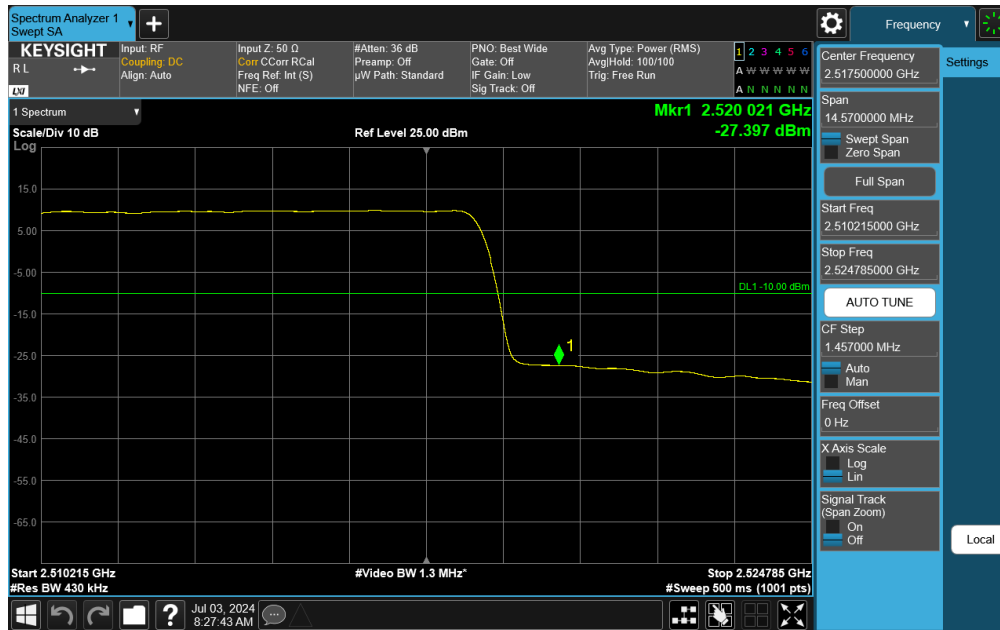 Spectrum Analyzer 1
Swept SA
+
Frequency
KEYSIGHT
R L
LXI
Input: RF
Coupling: DC
Align: Auto
Input Z: 50 Ω
Corr CCorr RCal
Freq Ref: Int (S)
NFE: Off
#Atten: 36 dB
Preamp: Off
µW Path: Standard
PNO: Best Wide
Gate: Off
IF Gain: Low
Sig Track: Off
Avg Type: Power (RMS)
Avg|Hold: 100/100
Trig: Free Run
1 2 3 4 5 6
A W W W W W
A N N N N N
1 Spectrum
Mkr1 2.520 021 GHz
Scale/Div 10 dB
Ref Level 25.00 dBm
-27.397 dBm
Log
15.0
5.00
-5.00
DL1 -10.00 dBm
-15.0
1
-25.0
-35.0
-45.0
-55.0
-65.0
Start 2.510215 GHz
#Video BW 1.3 MHz*
Stop 2.524785 GHz
#Res BW 430 kHz
#Sweep 500 ms (1001 pts)
?
Jul 03, 2024
8:27:43 AM
Center Frequency
2.517500000 GHz
Settings
Span
14.5700000 MHz
Swept Span
Zero Span
Full Span
Start Freq
2.510215000 GHz
Stop Freq
2.524785000 GHz
AUTO TUNE
CF Step
1.457000 MHz
Auto
Man
Freq Offset
0 Hz
X Axis Scale
Log
Lin
Signal Track
(Span Zoom)
On
Off
Local